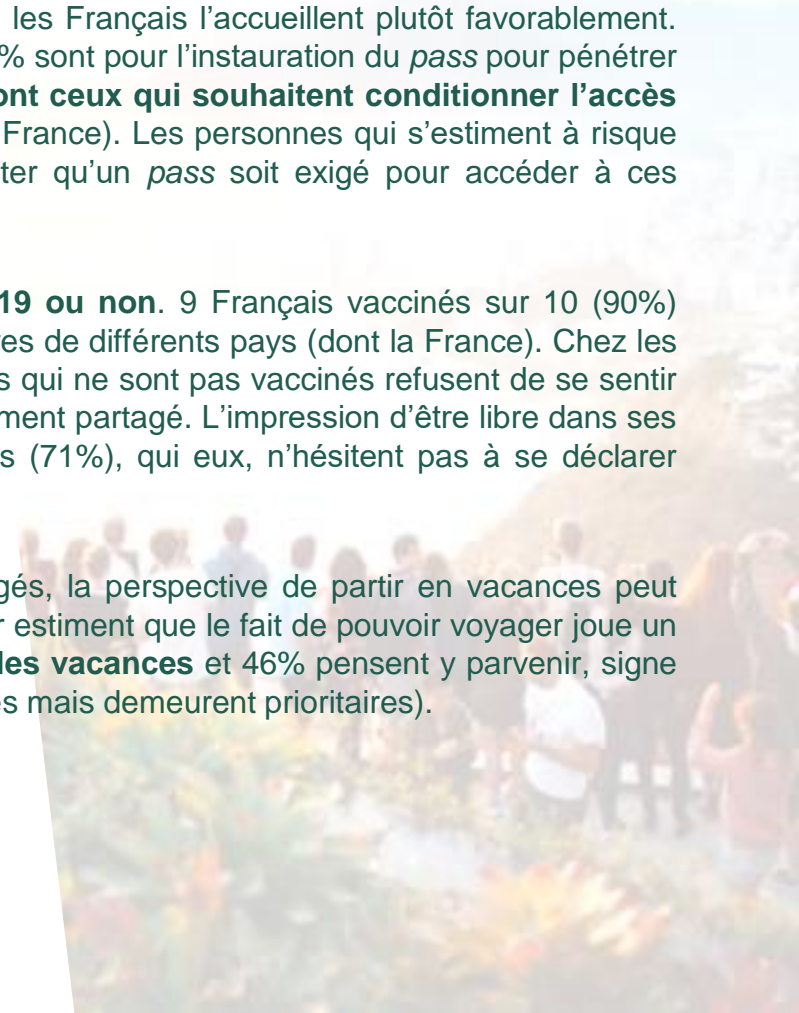 les Français l’accueillent plutôt favorablement.
% sont pour l’instauration du pass pour pénétrer
ont ceux qui souhaitent conditionner l’accès
France). Les personnes qui s’estiment à risque
ter qu’un pass soit exigé pour accéder à ces
19 ou non. 9 Français vaccinés sur 10 (90%)
es de différents pays (dont la France). Chez les
s qui ne sont pas vaccinés refusent de se sentir
ment partagé. L’impression d’être libre dans ses
s (71%), qui eux, n’hésitent pas à se déclarer
gés, la perspective de partir en vacances peut
r estiment que le fait de pouvoir voyager joue un
des vacances et 46% pensent y parvenir, signe
es mais demeurent prioritaires).